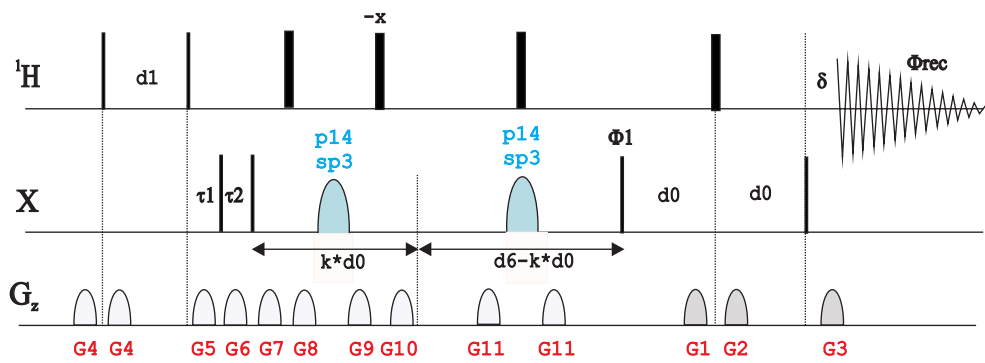 -x
¹H
d1
δ
Φrec
p14
sp3
p14
sp3
Φ1
X
τ1
τ2
d0
d0
k*d0
d6-k*d0
Gz
G4
G4
G5
G6
G7
G8
G9
G10
G11
G11
G1
G2
G3